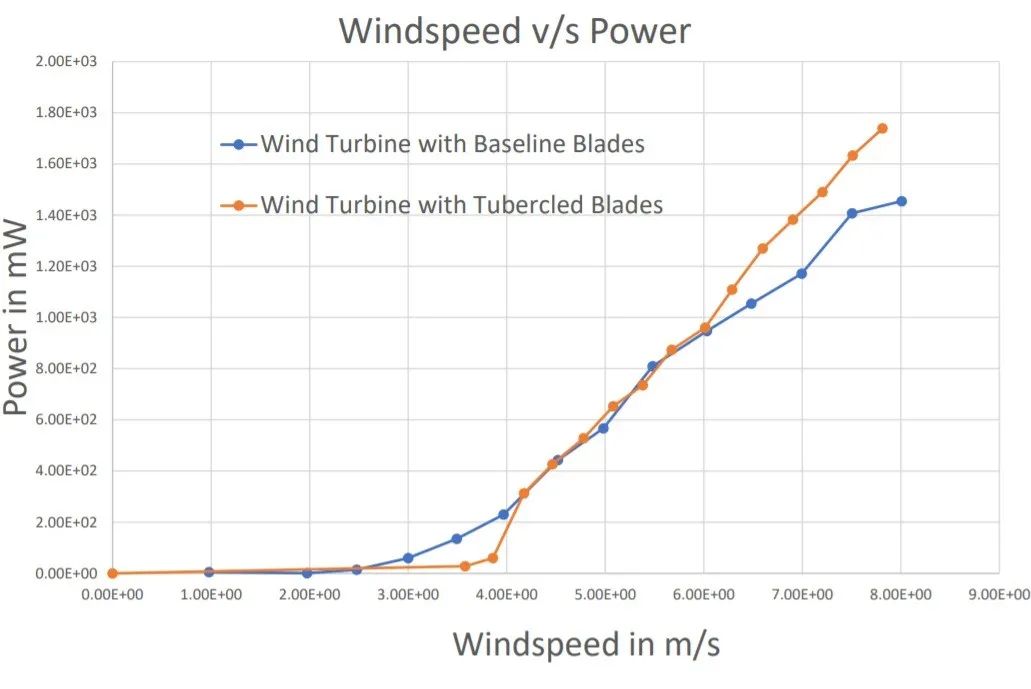 Windspeed v/s Power
2.00E+03
1.80E+03
1.60E+03
1.40E+03
1.20E+03
1.00E+03
8.00E+02
6.00E+02
4.00E+02
2.00E+02
0.00E+00
Power in mW
Wind Turbine with Baseline Blades
Wind Turbine with Tubercled Blades
0.00E+00 1.00E+00 2.00E+00 3.00E+00 4.00E+00 5.00E+00 6.00E+00 7.00E+00 8.00E+00 9.00E+00
Windspeed in m/s